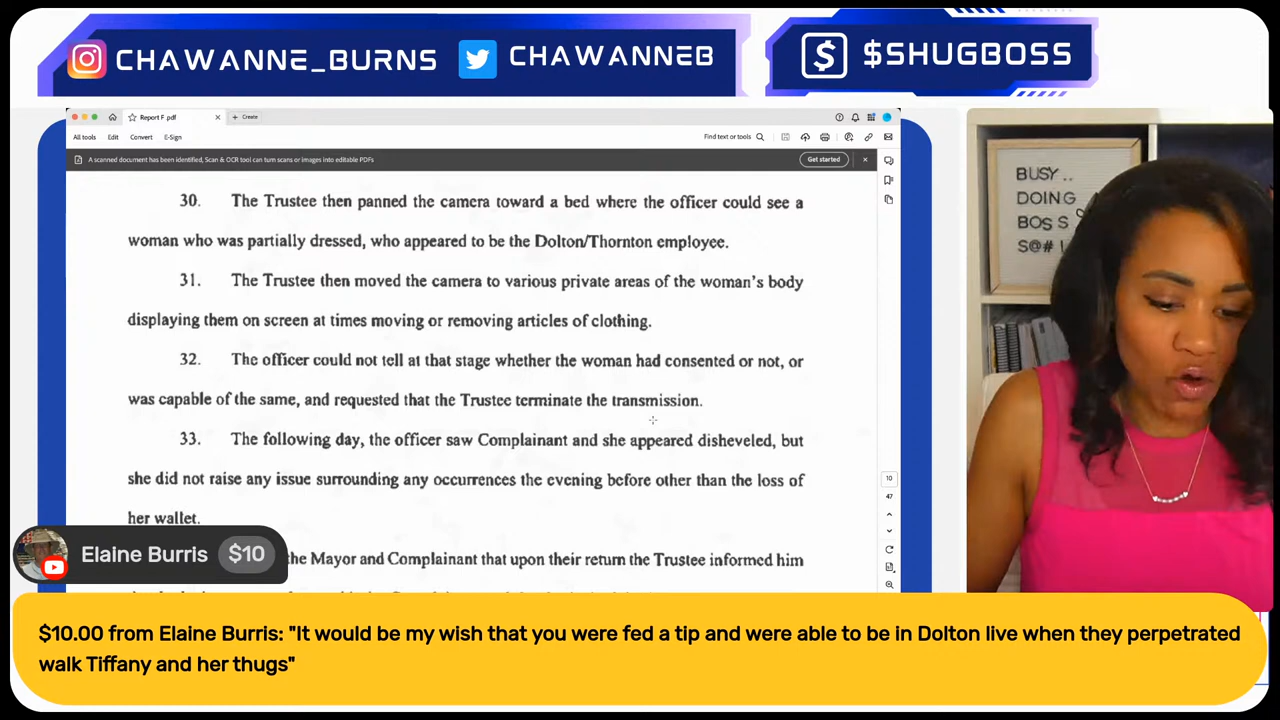 CHAWANNE_BURNS
CHAWANNEB
$SHUGBOSS
Report F.pdf
Create
All tools Edit Convert E-Sign
Find text or tools
A scanned document has been identified, Scan & OCR tool can turn scans or images into editable PDFs
Get started
30. The Trustee then panned the camera toward a bed where the officer could see a
woman who was partially dressed, who appeared to be the Dolton/Thornton employee.
31. The Trustee then moved the camera to various private areas of the woman's body
displaying them on screen at times moving or removing articles of clothing.
32. The officer could not tell at that stage whether the woman had consented or not, or
was capable of the same, and requested that the Trustee terminate the transmission.
33. The following day, the officer saw Complainant and she appeared disheveled, but
she did not raise any issue surrounding any occurrences the evening before other than the loss of
her wallet.
the Mayor and Complainant that upon their return the Trustee informed him
10
47
BUSY ..
DOING
BOSS
S@#
Elaine Burris $10
$10.00 from Elaine Burris: "It would be my wish that you were fed a tip and were able to be in Dolton live when they perpetrated
walk Tiffany and her thugs"